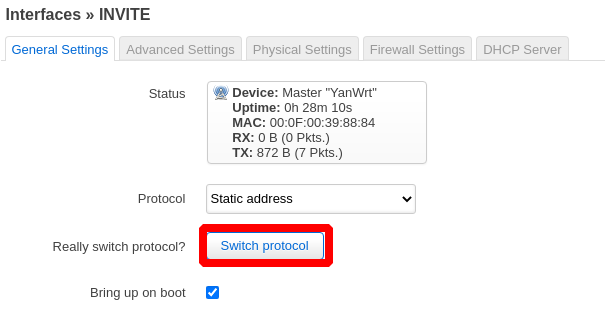 Interfaces » INVITE
General Settings Advanced Settings Physical Settings Firewall Settings DHCP Server
Status
Device: Master "YanWrt"
Uptime: 0h 28m 10s
MAC: 00:0F:00:39:88:84
RX: 0 B (0 Pkts.)
TX: 872 B (7 Pkts.)
Protocol Static address
Really switch protocol? Switch protocol
Bring up on boot